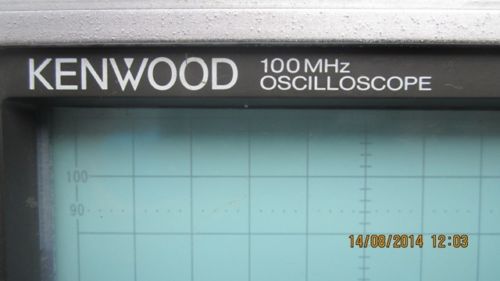 KENWOOD
100 MHz
OSCILLOSCOPE
100
90
14/08/2014 12:03